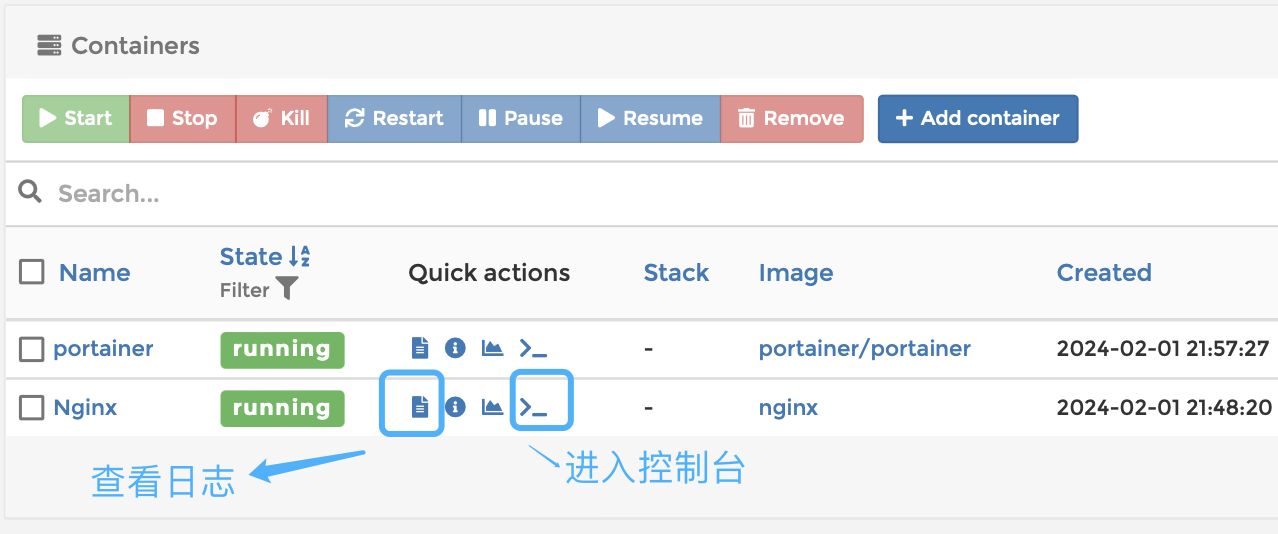 Containers
Start Stop Kill Restart Pause Resume Remove Add container
Search...
Name State Quick actions Stack Image Created
Filter
portainer running - portainer/portainer 2024-02-01 21:57:27
Nginx running - nginx 2024-02-01 21:48:20
查看日志 进入控制台